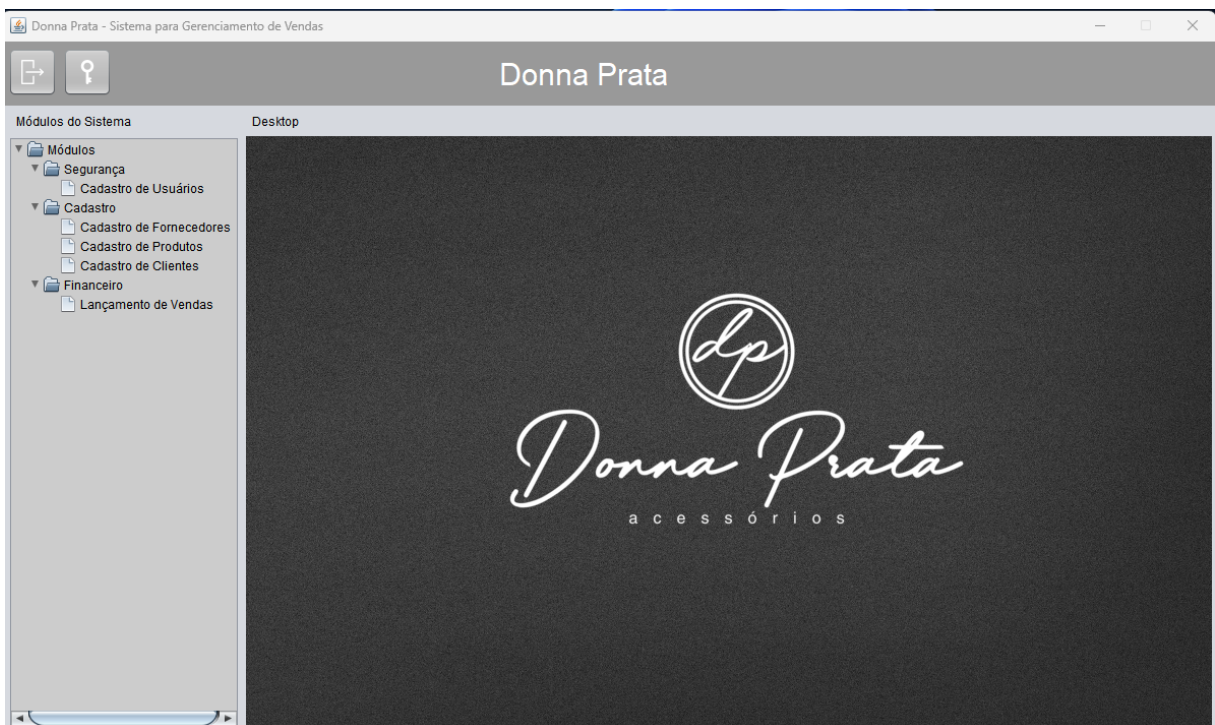 Donna Prata - Sistema para Gerenciamento de Vendas
Donna Prata
Módulos do Sistema
Desktop
Módulos
Segurança
Cadastro de Usuários
Cadastro
Cadastro de Fornecedores
Cadastro de Produtos
Cadastro de Clientes
Financeiro
Lançamento de Vendas
dp
Donna Prata
acessórios